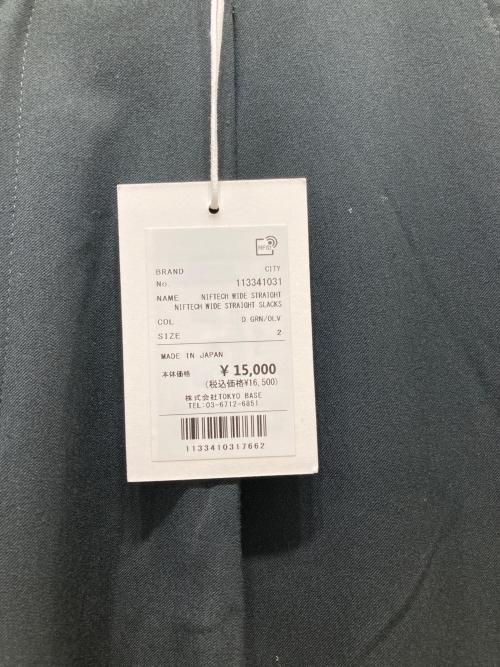 RFID
BRAND CITY
No. 113341031
NAME NIFTECH WIDE STRAIGHT
NIFTECH WIDE STRAIGHT SLACKS
COL D.GRN/OLV
SIZE 2
MADE IN JAPAN
本体価格 ¥ 15,000
(税込価格¥16,500)
株式会社TOKYO BASE
TEL:03-6712-6851
1133410317662